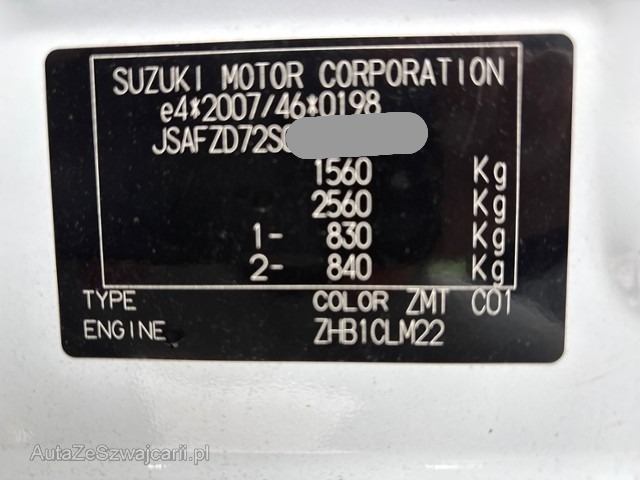 SUZUKI MOTOR CORPORATION
e4*2007/46*0198
JSAFZD72S
1560 Kg
2560 Kg
1- 830 Kg
2- 840 Kg
TYPE COLOR ZMT C01
ENGINE ZHB1CLM22
AutaZeSzwajcarii.pl